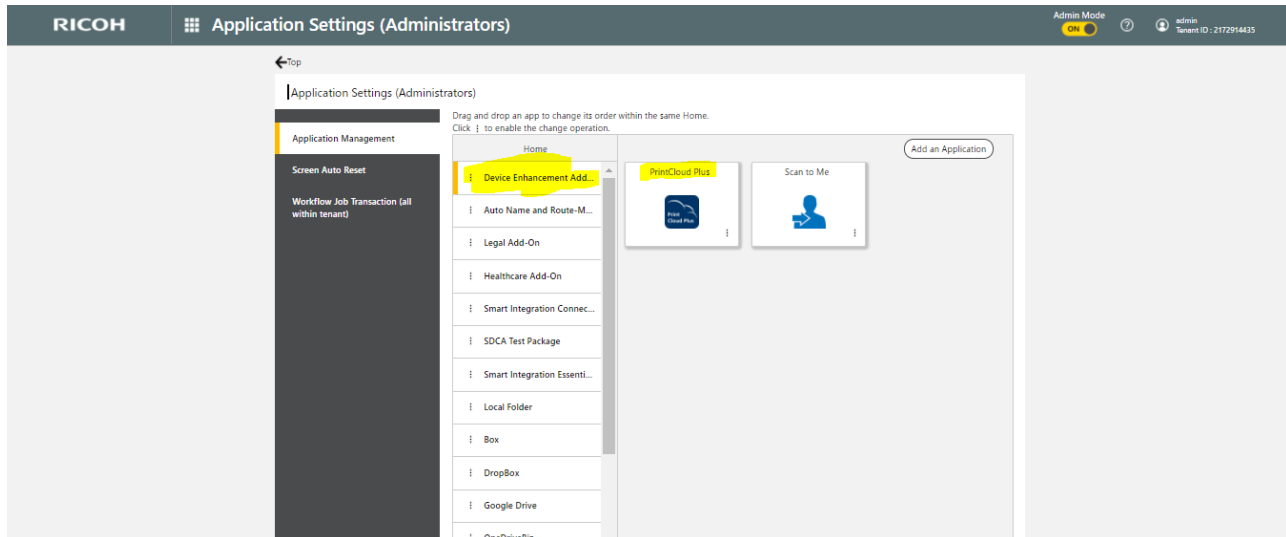 RICOH
Application Settings (Administrators)
Admin Mode
ON
admin
Tenant ID : 2172914435
Top
Application Settings (Administrators)
Application Management
Screen Auto Reset
Workflow Job Transaction (all
within tenant)
Drag and drop an app to change its order within the same Home.
Click ⋮ to enable the change operation.
Home
Add an Application
Device Enhancement Add...
Auto Name and Route-M...
Legal Add-On
Healthcare Add-On
Smart Integration Connec...
SDCA Test Package
Smart Integration Essenti...
Local Folder
Box
DropBox
Google Drive
OneDriveBiz
PrintCloud Plus
Print
Cloud Plus
Scan to Me